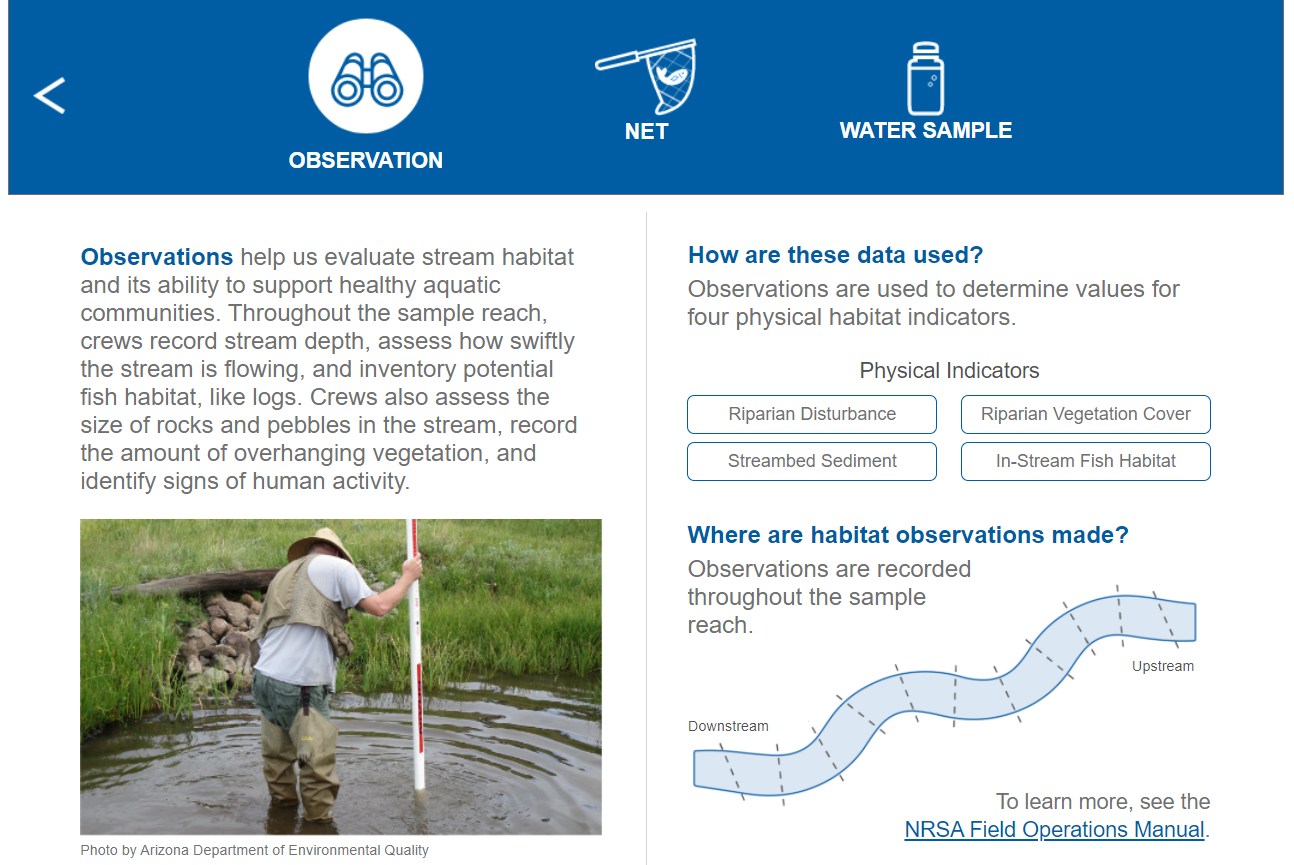 OBSERVATION
NET
WATER SAMPLE
Observations help us evaluate stream habitat
and its ability to support healthy aquatic
communities. Throughout the sample reach,
crews record stream depth, assess how swiftly
the stream is flowing, and inventory potential
fish habitat, like logs. Crews also assess the
size of rocks and pebbles in the stream, record
the amount of overhanging vegetation, and
identify signs of human activity.
Photo by Arizona Department of Environmental Quality
How are these data used?
Observations are used to determine values for
four physical habitat indicators.
Physical Indicators
Riparian Disturbance
Riparian Vegetation Cover
Streambed Sediment
In-Stream Fish Habitat
Where are habitat observations made?
Observations are recorded
throughout the sample
reach.
Upstream
Downstream
To learn more, see the
NRSA Field Operations Manual.